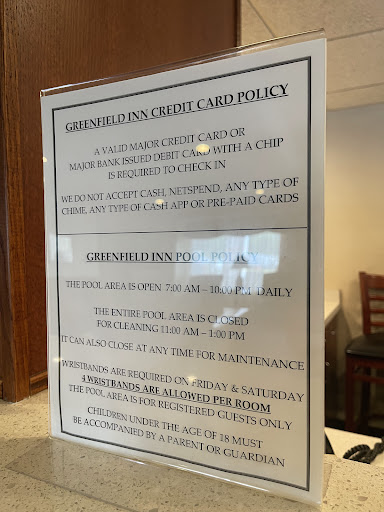 GREENFIELD INN CREDIT CARD POLICY
A VALID MAJOR CREDIT CARD OR
MAJOR BANK ISSUED DEBIT CARD WITH A CHIP
IS REQUIRED TO CHECK IN
WE DO NOT ACCEPT CASH, NETSPEND, ANY TYPE OF
CHIME, ANY TYPE OF CASH APP OR PRE-PAID CARDS
GREENFIELD INN POOL POLICY
THE POOL AREA IS OPEN 7:00 AM – 10:00 PM DAILY
THE ENTIRE POOL AREA IS CLOSED
FOR CLEANING 11:00 AM – 1:00 PM
IT CAN ALSO CLOSE AT ANY TIME FOR MAINTENANCE
WRISTBANDS ARE REQUIRED ON FRIDAY & SATURDAY
4 WRISTBANDS ARE ALLOWED PER ROOM
THE POOL AREA IS FOR REGISTERED GUESTS ONLY
CHILDREN UNDER THE AGE OF 18 MUST
BE ACCOMPANIED BY A PARENT OR GUARDIAN